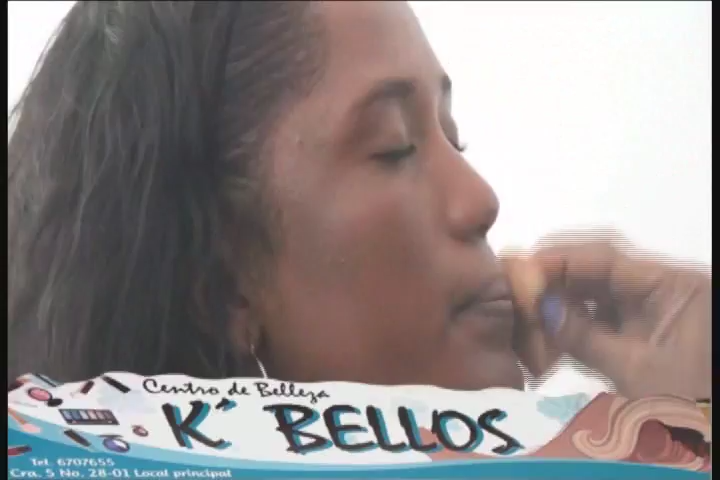 Centro de Belleza
K´ BELLOS
Tel. 6707655
Cra. 5 No. 28-01 Local principal